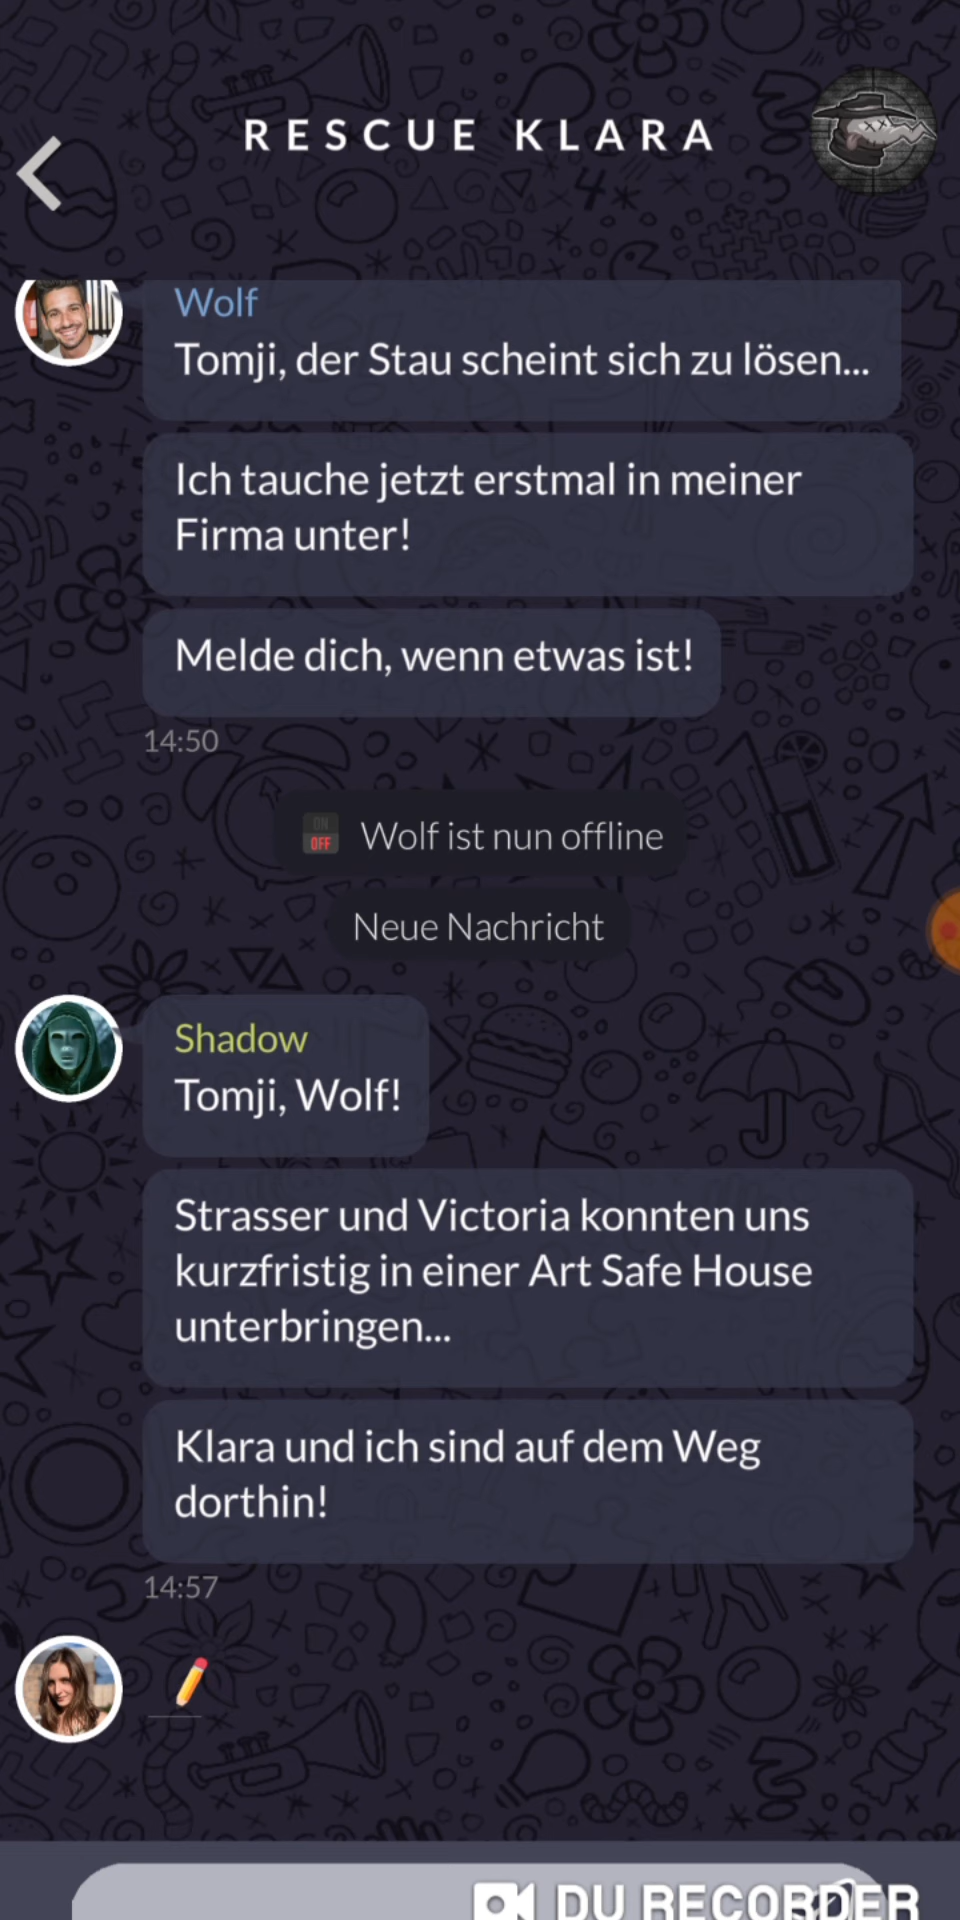 RESCUE KLARA
Wolf
Tomji, der Stau scheint sich zu lösen...
Ich tauche jetzt erstmal in meiner
Firma unter!
Melde dich, wenn etwas ist!
14:50
ON
OFF
Wolf ist nun offline
Neue Nachricht
Shadow
Tomji, Wolf!
Strasser und Victoria konnten uns
kurzfristig in einer Art Safe House
unterbringen...
Klara und ich sind auf dem Weg
dorthin!
14:57
DU RECORDER